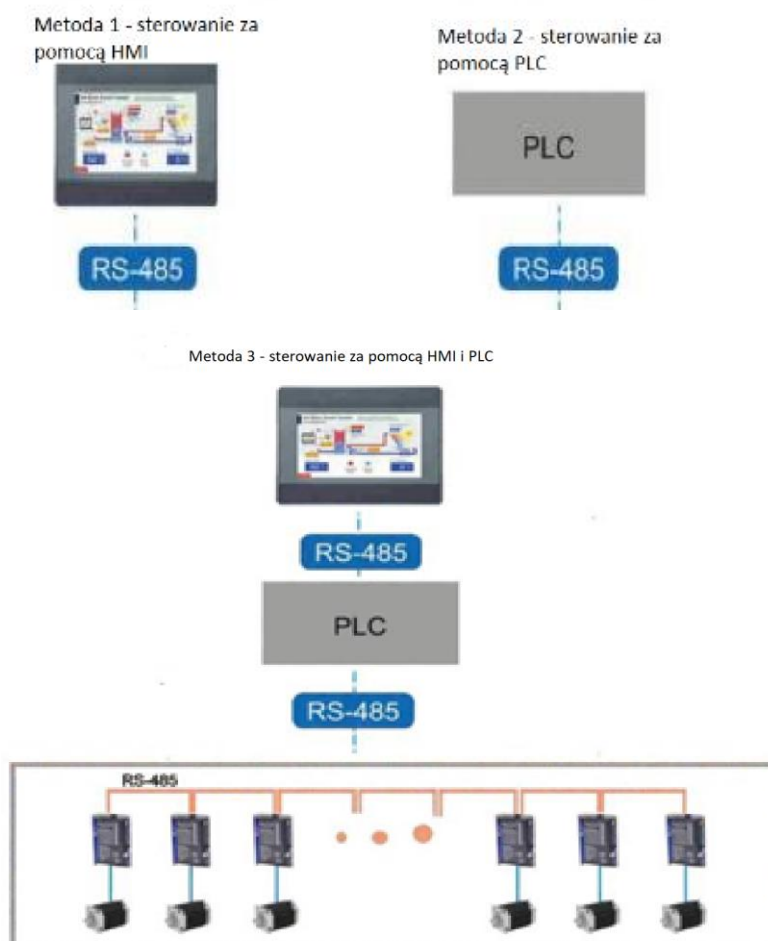 Metoda 1 - sterowanie za
pomocą HMI
Metoda 2 - sterowanie za
pomocą PLC
PLC
RS-485
RS-485
Metoda 3 - sterowanie za pomocą HMI i PLC
RS-485
PLC
RS-485
RS-485